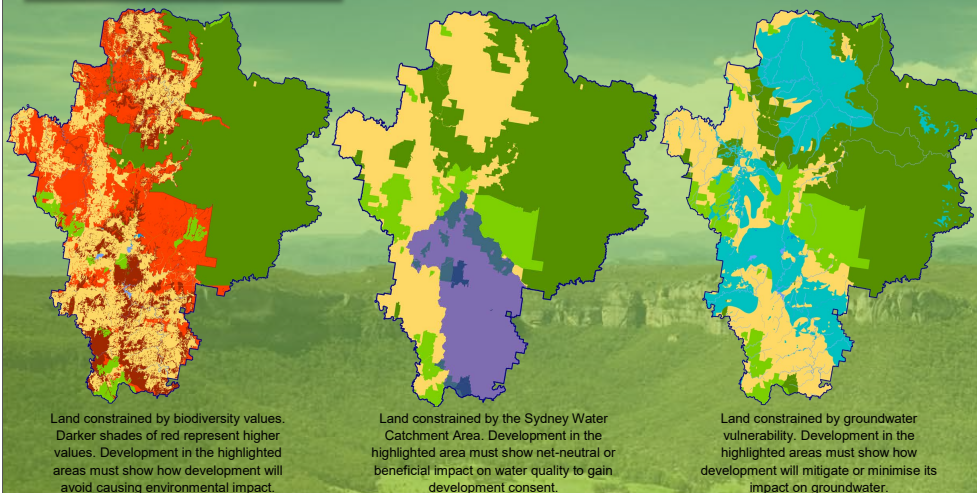 Land constrained by biodiversity values.
Darker shades of red represent higher
values. Development in the highlighted
areas must show how development will
avoid causing environmental impact.
Land constrained by the Sydney Water
Catchment Area. Development in the
highlighted area must show net-neutral or
beneficial impact on water quality to gain
development consent.
Land constrained by groundwater
vulnerability. Development in the
highlighted areas must show how
development will mitigate or minimise its
impact on groundwater.